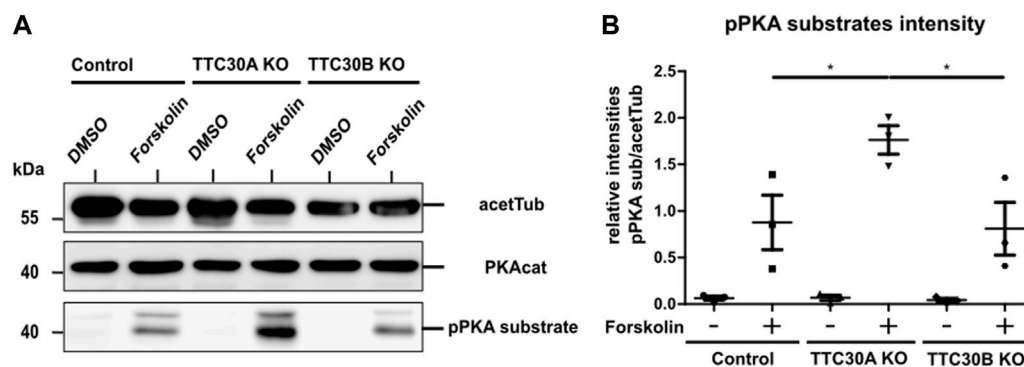 A
Control TTC30A KO TTC30B KO
DMSO Forskolin DMSO Forskolin DMSO Forskolin
kDa
55
acetTub
40
PKAcat
40
pPKA substrate
B
pPKA substrates intensity
relative intensities
pPKA sub/acetTub
2.5
* *
2.0
1.5
1.0
0.5
0.0
Forskolin - + - + - +
Control TTC30A KO TTC30B KO